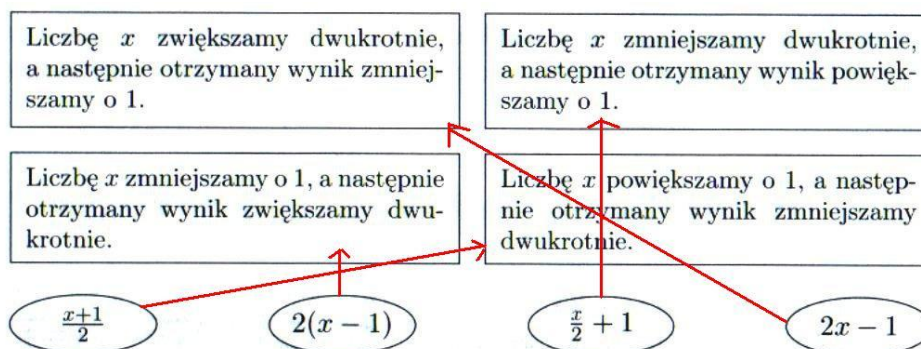 Liczbę x zwiększamy dwukrotnie,
a następnie otrzymany wynik zmniej-
szamy o 1.
Liczbę x zmniejszamy dwukrotnie,
a następnie otrzymany wynik powięk-
szamy o 1.
Liczbę x zmniejszamy o 1, a następnie
otrzymany wynik zwiększamy dwu-
krotnie.
Liczbę x powiększamy o 1, a następ-
nie otrzymany wynik zmniejszamy
dwukrotnie.
\frac{x+1}{2}
2(x − 1)
\frac{x}{2} + 1
2x − 1